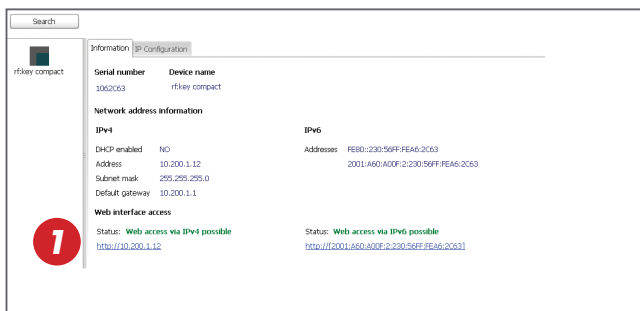 Search
rf:key compact
Information IP Configuration
Serial number Device name
1062C63 rf:key compact
Network address information
IPv4 IPv6
DHCP enabled NO Addresses FE80::230:56FF:FEA6:2C63
Address 10.200.1.12 2001:A60:A00F:2:230:56FF:FEA6:2C63
Subnet mask 255.255.255.0
Default gateway 10.200.1.1
Web interface access
Status: Web access via IPv4 possible Status: Web access via IPv6 possible
1 http://10.200.1.12 http://[2001:A60:A00F:2:230:56FF:FEA6:2C63]